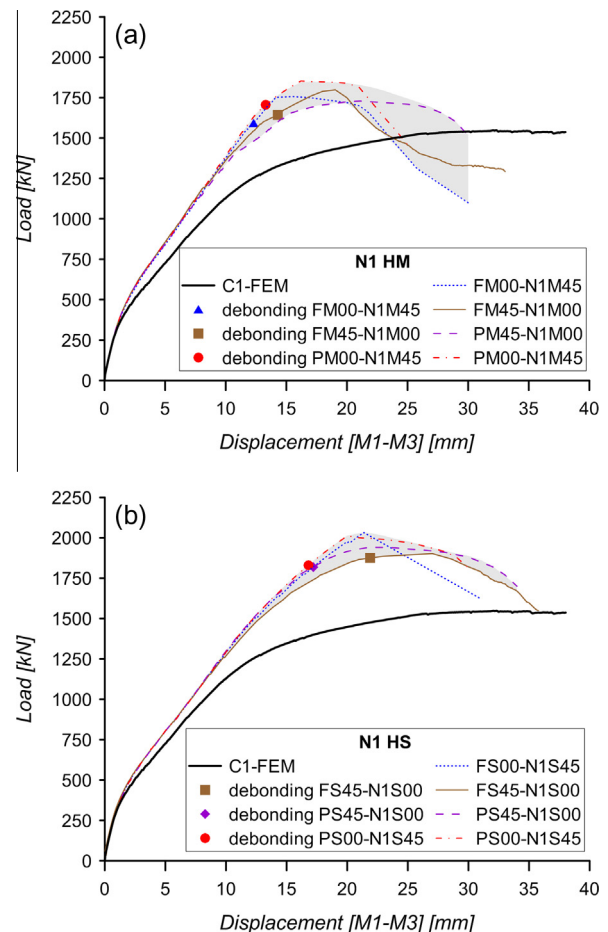 (a)
2250
2000
1750
1500
1250
1000
750
500
250
0
Load [kN]
N1 HM
C1-FEM
debonding FM00-N1M45
debonding FM45-N1M00
debonding PM00-N1M45
FM00-N1M45
FM45-N1M00
PM45-N1M00
PM00-N1M45
0 5 10 15 20 25 30 35 40
Displacement [M1-M3] [mm]
(b)
2250
2000
1750
1500
1250
1000
750
500
250
0
Load [kN]
N1 HS
C1-FEM
debonding FS45-N1S00
debonding PS45-N1S00
debonding PS00-N1S45
FS00-N1S45
FS45-N1S00
PS45-N1S00
PS00-N1S45
0 5 10 15 20 25 30 35 40
Displacement [M1-M3] [mm]